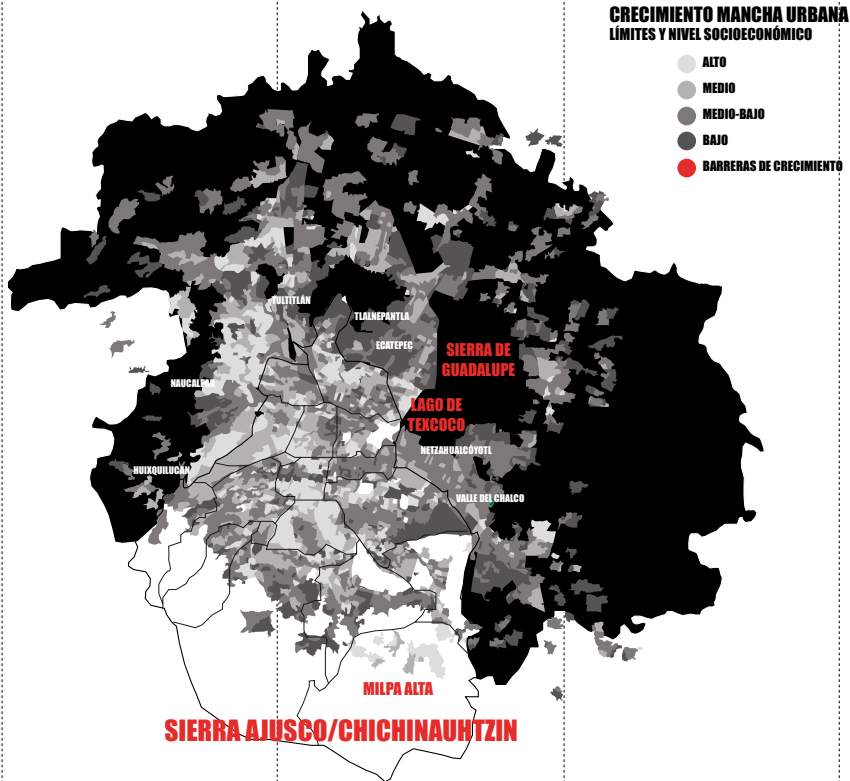 CRECIMIENTO MANCHA URBANA
LÍMITES Y NIVEL SOCIOECONÓMICO
ALTO
MEDIO
MEDIO-BAJO
BAJO
BARRERAS DE CRECIMIENTO
TULTITLÁN
TLALNEPANTLA
ECATEPEC
SIERRA DE
GUADALUPE
NAUCALPAN
LAGO DE
TEXCOCO
NETZAHUALCÓYOTL
HUIXQUILUCAN
VALLE DEL CHALCO
MILPA ALTA
SIERRA AJUSCO/CHICHINAUHTZIN